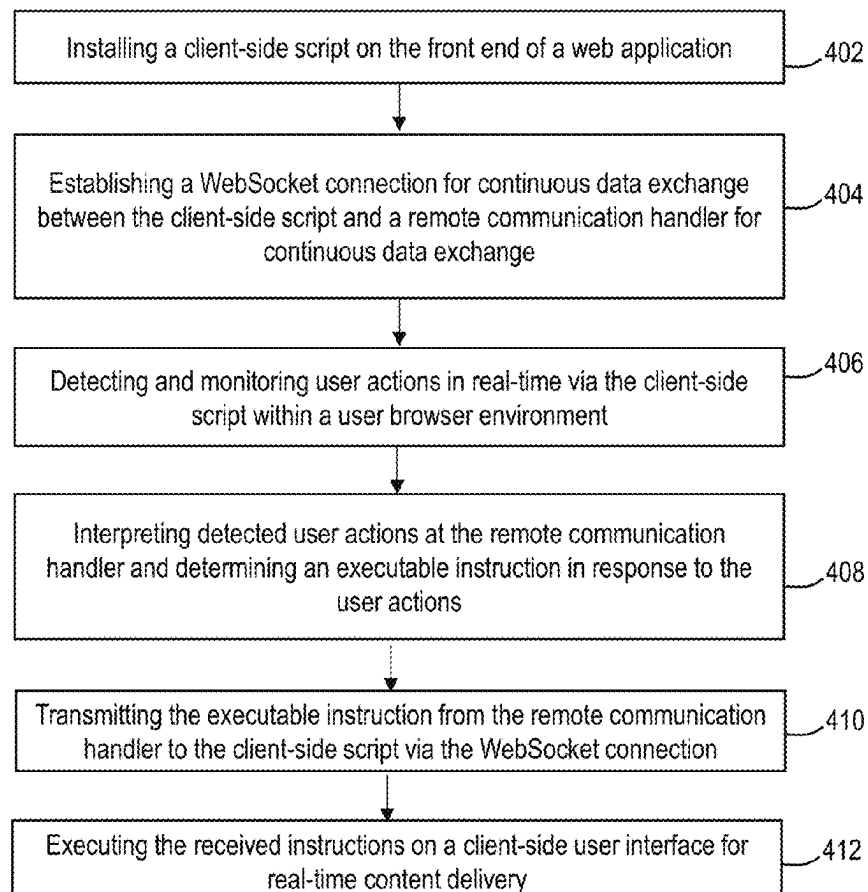 Installing a client-side script on the front end of a web application
402
Establishing a WebSocket connection for continuous data exchange
between the client-side script and a remote communication handler for
continuous data exchange
404
Detecting and monitoring user actions in real-time via the client-side
script within a user browser environment
406
Interpreting detected user actions at the remote communication
handler and determining an executable instruction in response to the
user actions
408
Transmitting the executable instruction from the remote communication
handler to the client-side script via the WebSocket connection
410
Executing the received instructions on a client-side user interface for
real-time content delivery
412